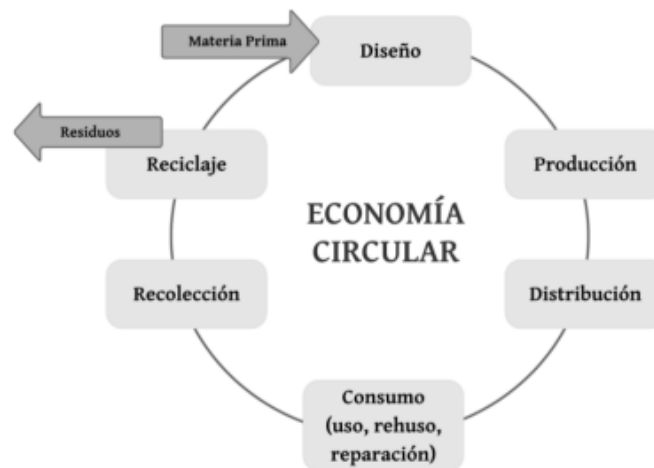 Materia Prima
Diseño
Residuos
Reciclaje
Producción
ECONOMÍA
CIRCULAR
Recolección
Distribución
Consumo
(uso, rehuso,
reparación)